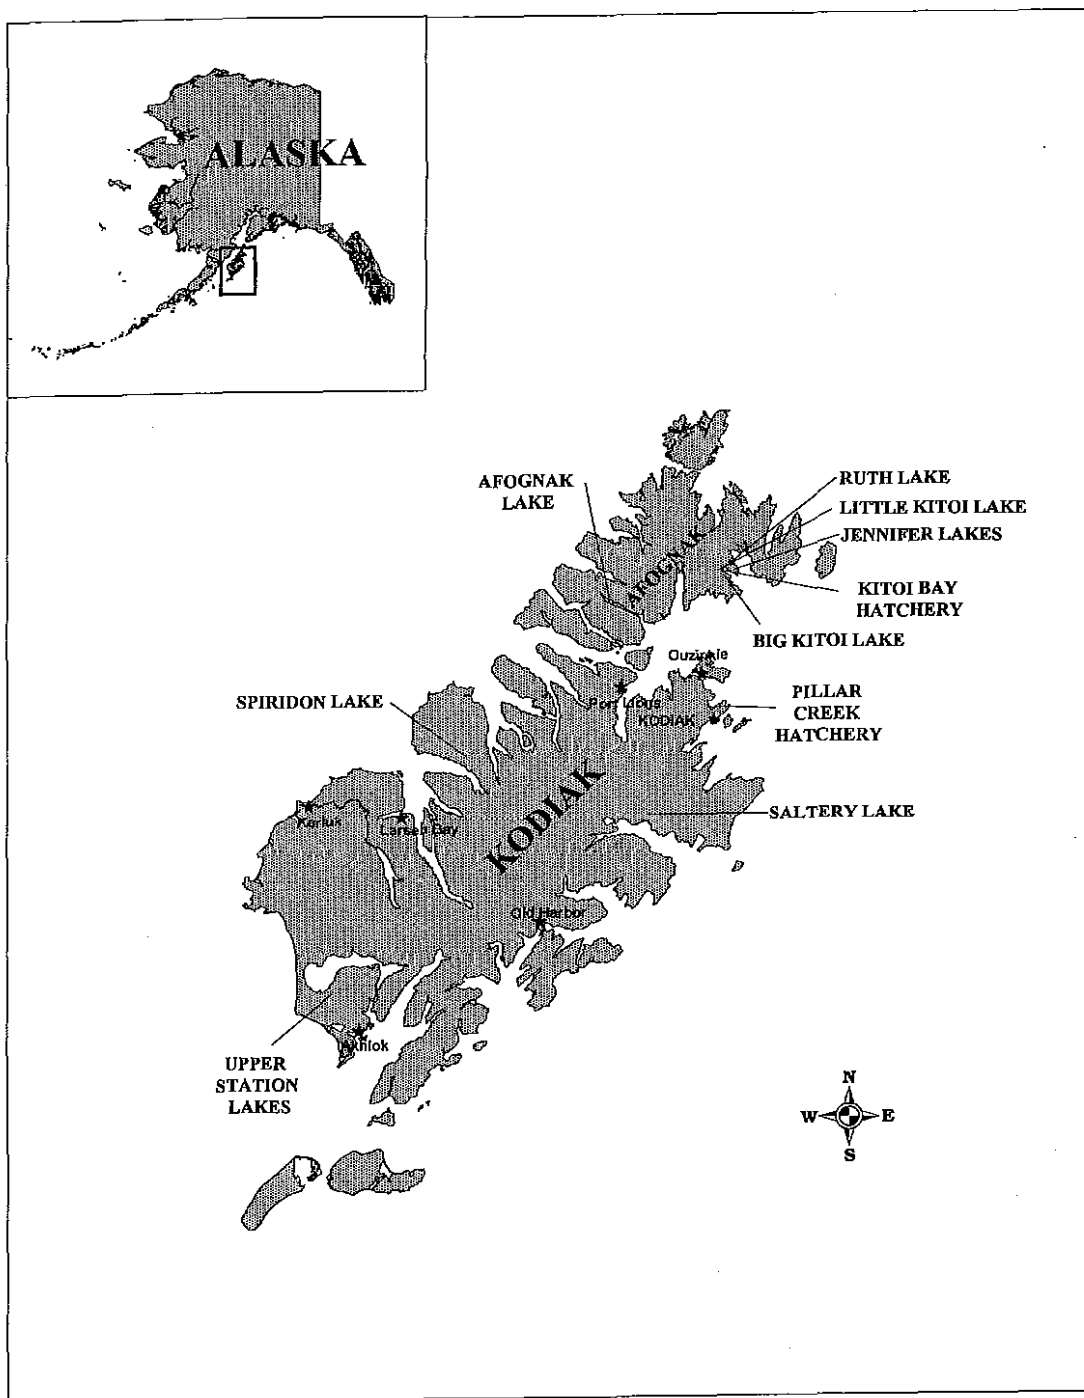 ALASKA
AFOGNAK
LAKE
RUTH LAKE
LITTLE KITOI LAKE
JENNIFER LAKES
KITOI BAY
HATCHERY
BIG KITOI LAKE
AFOGNAK
Ouzinkie
Port Lions
KODIAK
PILLAR
CREEK
HATCHERY
SPIRIDON LAKE
KODIAK
SALTERY LAKE
Karluk
Larsen Bay
Old Harbor
Akhiok
UPPER
STATION
LAKES
N
W
E
S